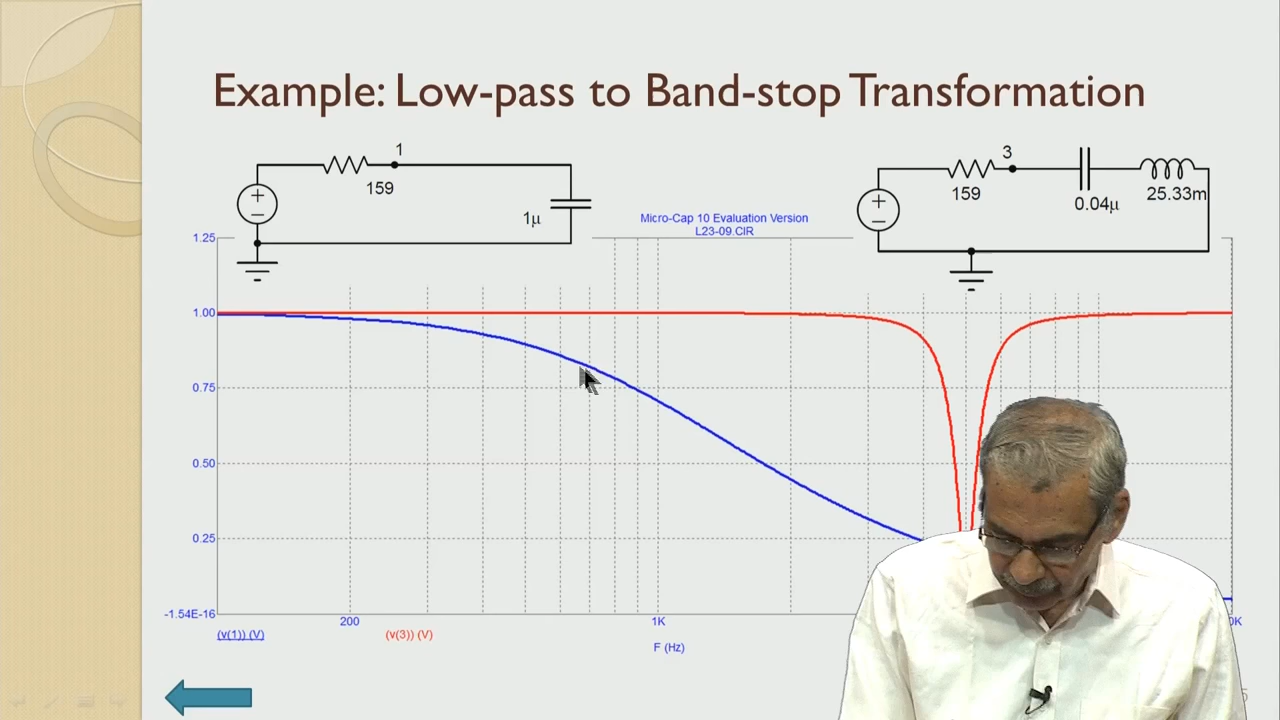 Example: Low-pass to Band-stop Transformation
1
159
1µ
3
159
0.04µ
25.33m
Micro-Cap 10 Evaluation Version
L23-09.CIR
1.25
1.00
0.75
0.50
0.25
-1.54E-16
200
1K
(v(1)) (V)
(v(3)) (V)
F (Hz)